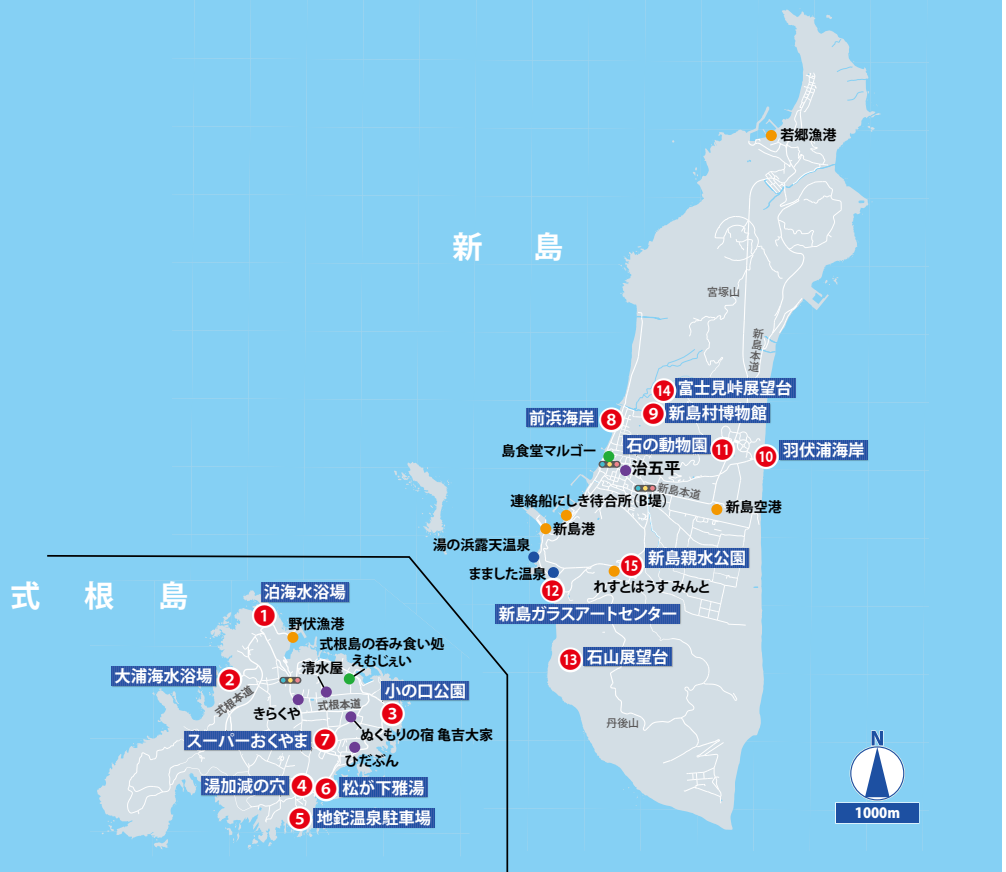 若郷漁港
新 島
宮塚山
新島本道
14 富士見峠展望台
9 新島村博物館
前浜海岸 8
石の動物園 11
10 羽伏浦海岸
島食堂マルゴー
治五平
新島本道
連絡船にしき待合所（B堤）
新島空港
新島港
湯の浜露天温泉
まました温泉
15 新島親水公園
れすとはうす みんと
12
新島ガラスアートセンター
13 石山展望台
丹後山
式 根 島
泊海水浴場
1
野伏漁港
式根島の呑み食い処
えむじぇい
清水屋
大浦海水浴場 2
式根本道
きらくや
式根本道
小の口公園
3
ぬくもりの宿 亀吉大家
スーパーおくやま 7
ひだぶん
湯加減の穴 4
6 松が下雅湯
5 地鉈温泉駐車場
N
1000m